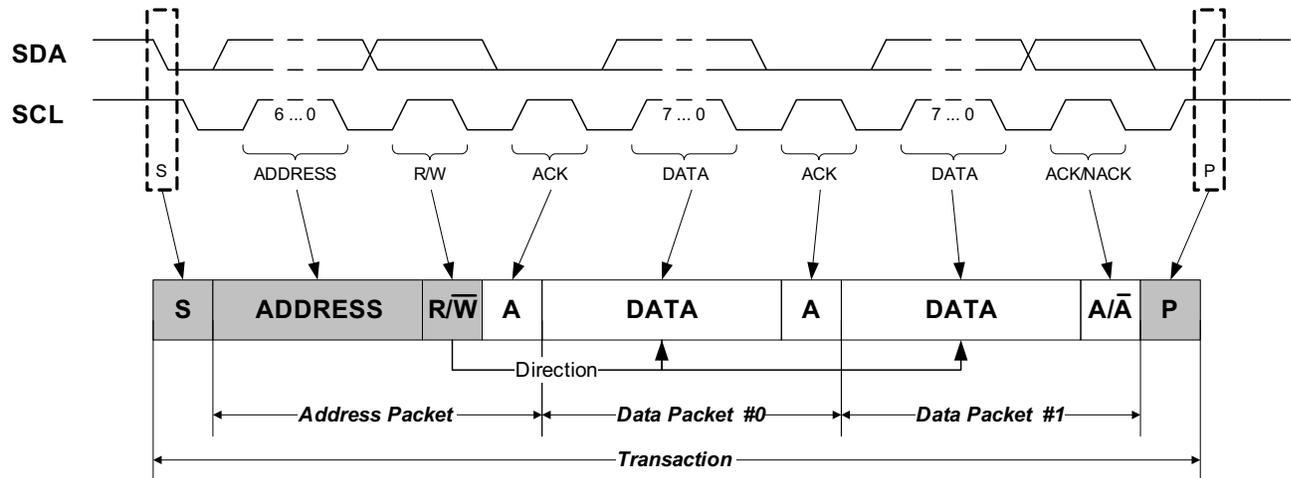 SDA
SCL
6 ... 0 7 ... 0 7 ... 0
S ADDRESS R/W ACK DATA ACK DATA ACK/NACK P
S ADDRESS R/W̅ A DATA A DATA A/A̅ P
Direction
Address Packet Data Packet #0 Data Packet #1
Transaction